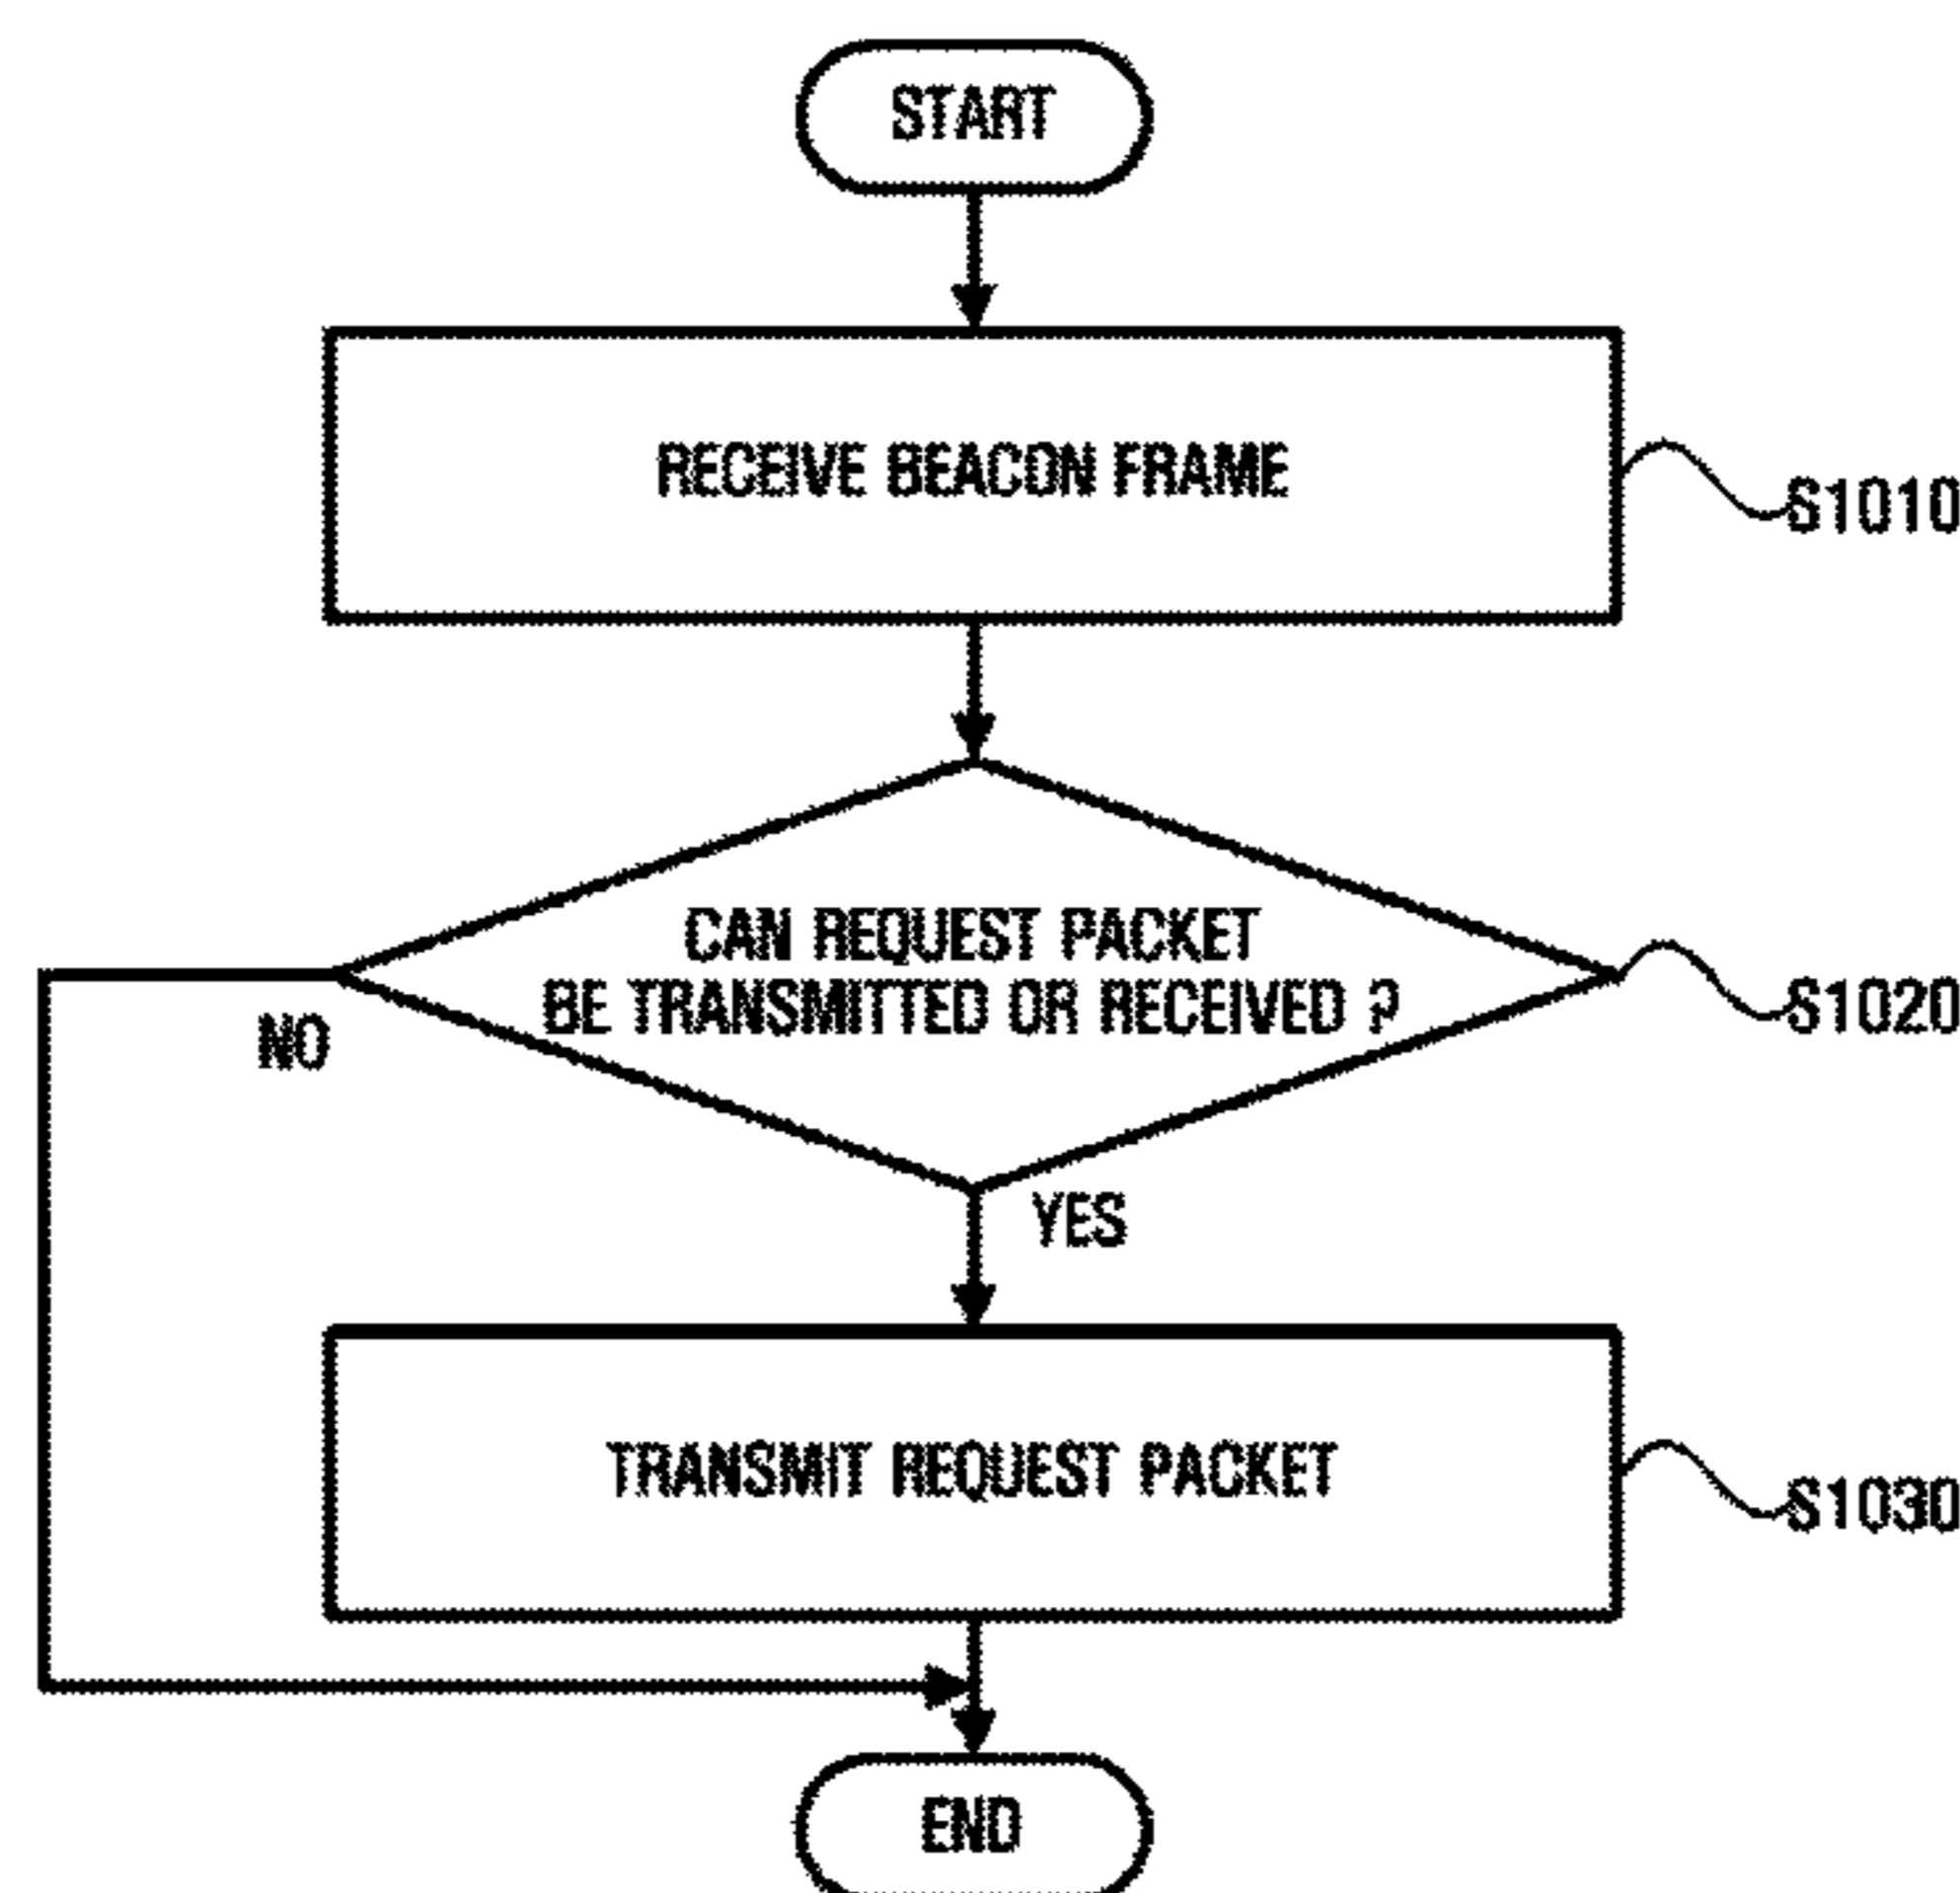 START
RECEIVE BEACON FRAME
S1010
CAN REQUEST PACKET
BE TRANSMITTED OR RECEIVED ?
S1020
NO
YES
TRANSMIT REQUEST PACKET
S1030
END